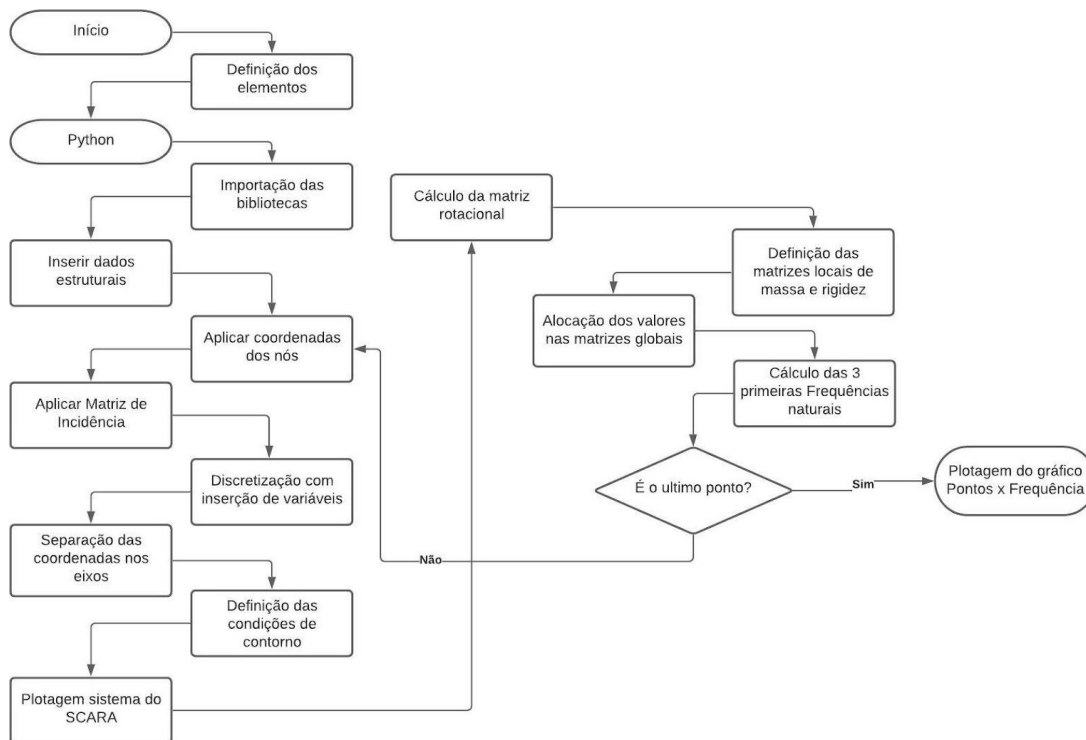 Início
Definição dos
elementos
Python
Importação das
bibliotecas
Inserir dados
estruturais
Aplicar coordenadas
dos nós
Aplicar Matriz de
Incidência
Discretização com
inserção de variáveis
Separação das
coordenadas nos
eixos
Definição das
condições de
contorno
Plotagem sistema do
SCARA
Cálculo da matriz
rotacional
Definição das
matrizes locais de
massa e rigidez
Alocação dos valores
nas matrizes globais
Cálculo das 3
primeiras Frequências
naturais
É o ultimo ponto?
Sim
Não
Plotagem do gráfico
Pontos x Frequência